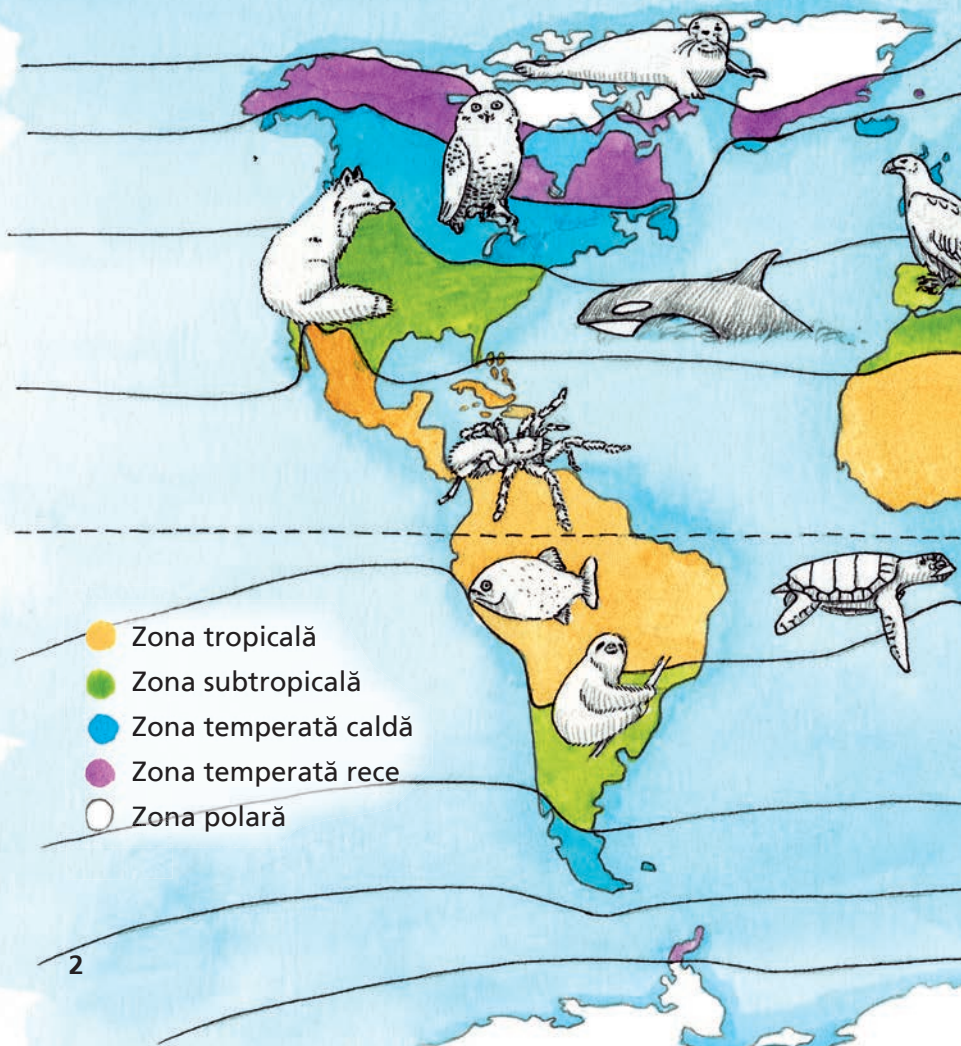 Zona tropicală
Zona subtropicală
Zona temperată caldă
Zona temperată rece
Zona polară
2